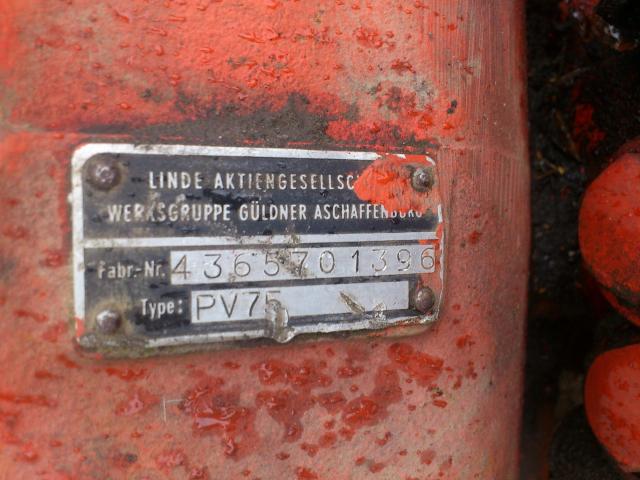 LINDE AKTIENGESELLSC
WERKSGRUPPE GÜLDNER ASCHAFFENBURG
Fabr.-Nr. 4365701396
Type: PV75